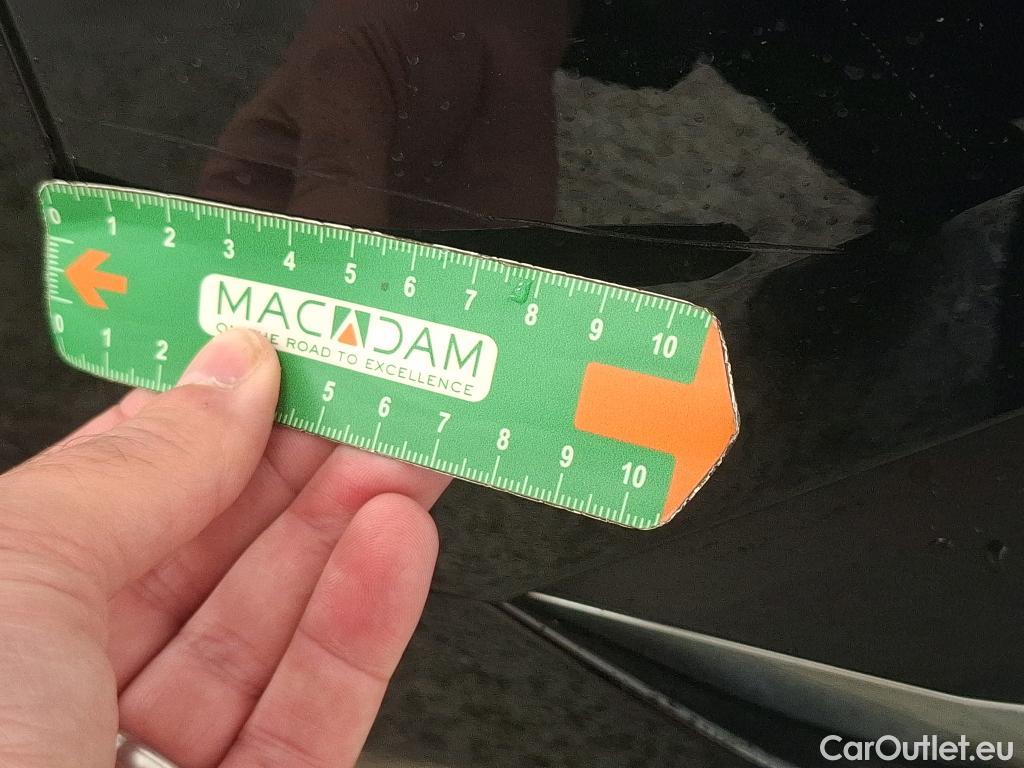 0 1 2 3 4 5 6 7 8 9 10
MACADAM
THE ROAD TO EXCELLENCE
0 1 2 5 6 7 8 9 10
CarOutlet.eu